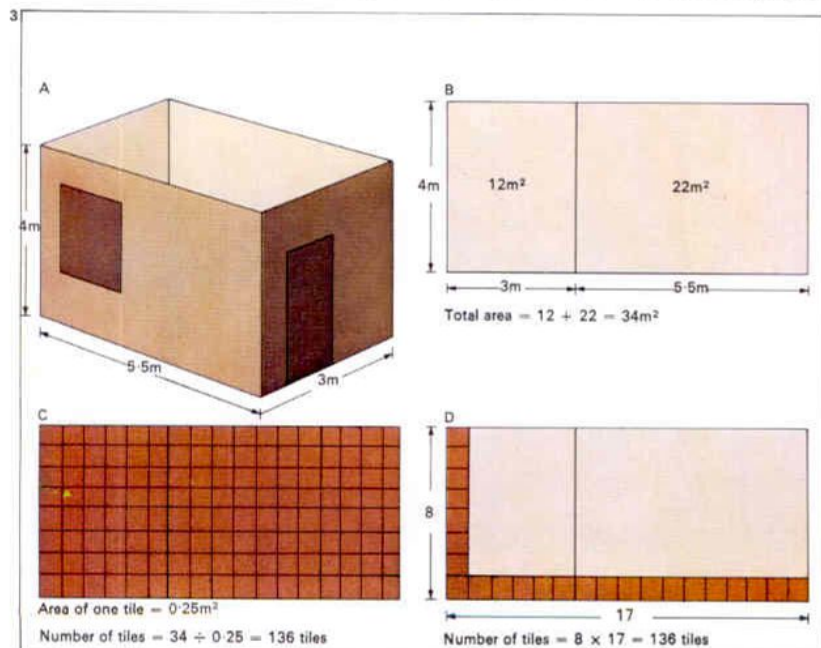 3
A
4m
5·5m
3m
B
4m
12m²
22m²
3m
5·5m
Total area = 12 + 22 = 34m²
C
Area of one tile = 0·25m²
Number of tiles = 34 ÷ 0·25 = 136 tiles
D
8
17
Number of tiles = 8 × 17 = 136 tiles